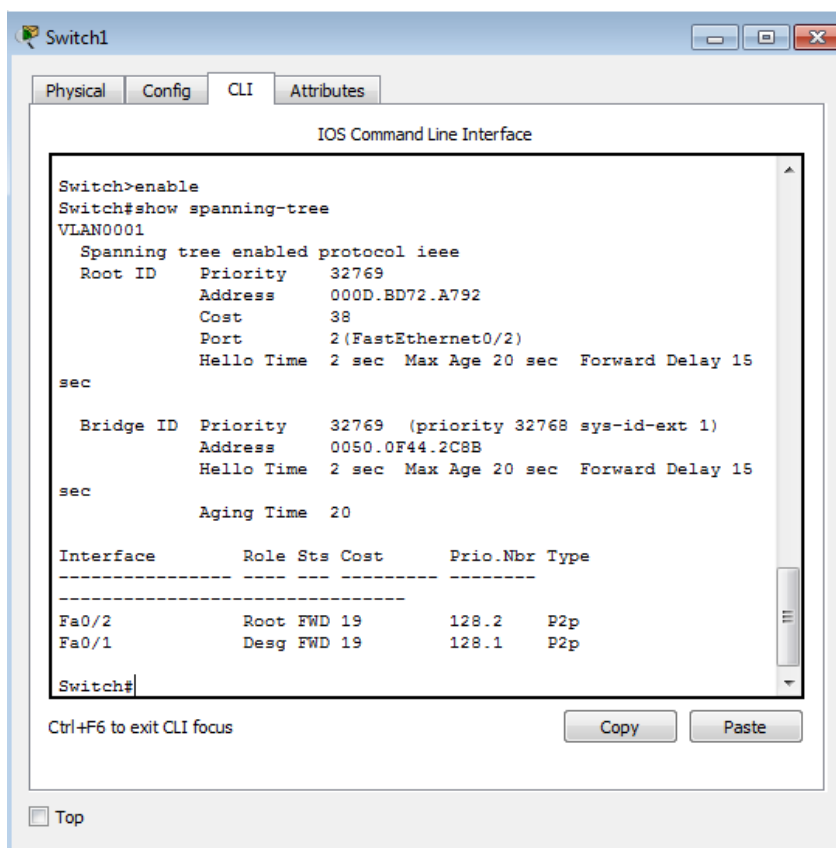 Switch1
Physical Config CLI Attributes
IOS Command Line Interface
Switch>enable
Switch#show spanning-tree
VLAN0001
  Spanning tree enabled protocol ieee
  Root ID    Priority    32769
             Address     000D.BD72.A792
             Cost        38
             Port        2(FastEthernet0/2)
             Hello Time  2 sec  Max Age 20 sec  Forward Delay 15
sec
  Bridge ID  Priority    32769  (priority 32768 sys-id-ext 1)
             Address     0050.0F44.2C8B
             Hello Time  2 sec  Max Age 20 sec  Forward Delay 15
sec
             Aging Time  20
Interface        Role Sts Cost      Prio.Nbr Type
---------------- ---- --- --------- --------
--------------------------------
Fa0/2            Root FWD 19        128.2    P2p
Fa0/1            Desg FWD 19        128.1    P2p
Switch#
Ctrl+F6 to exit CLI focus
Copy Paste
Top